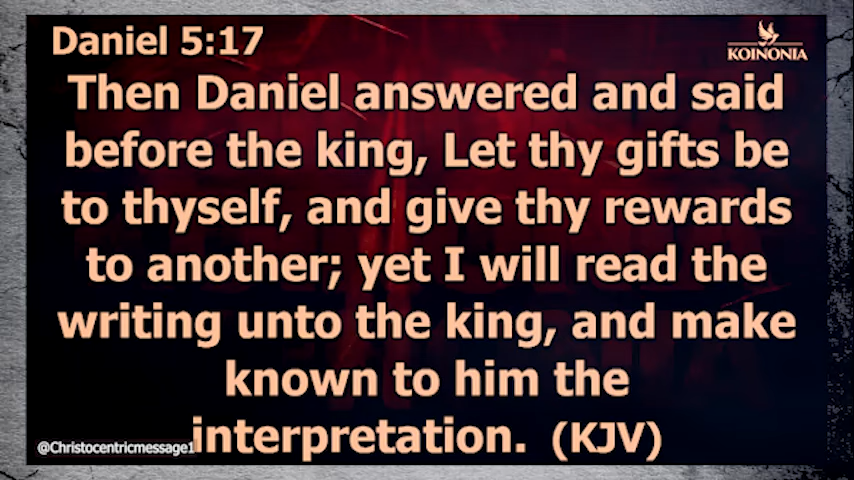 Daniel 5:17
KOINONIA
Then Daniel answered and said
before the king, Let thy gifts be
to thyself, and give thy rewards
to another; yet I will read the
writing unto the king, and make
known to him the
interpretation. (KJV)
@Christocentricmessage1